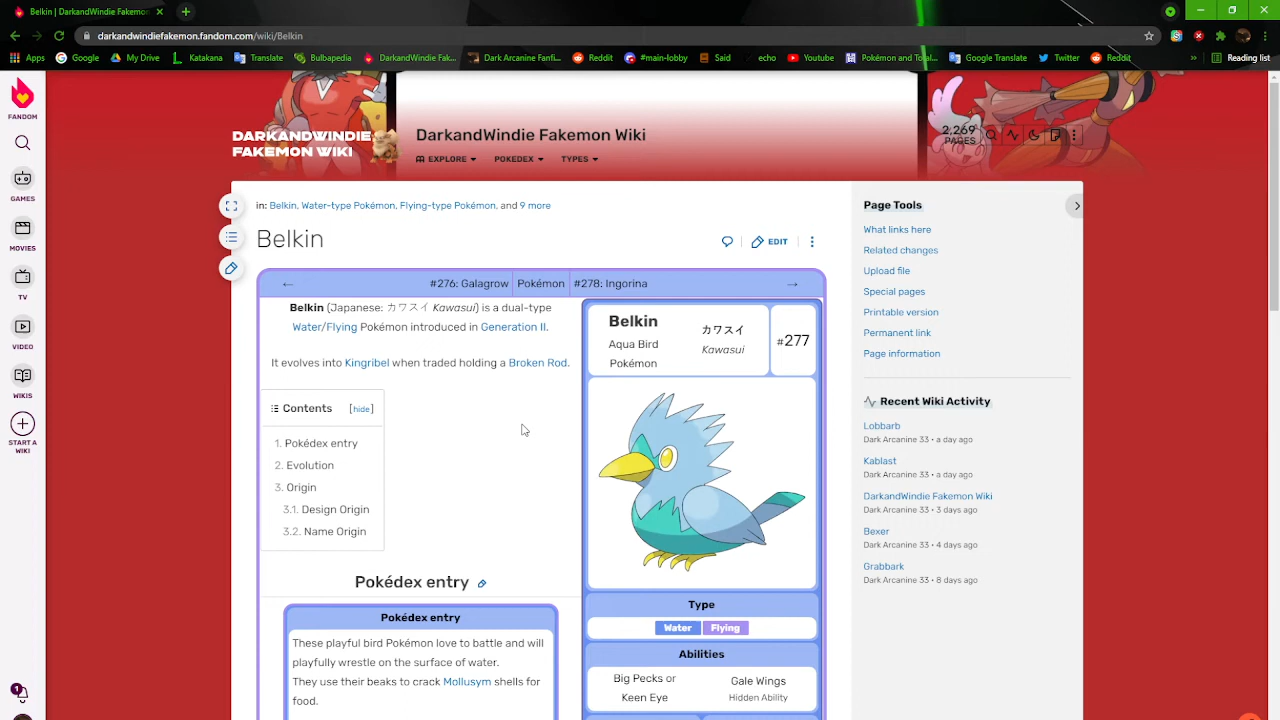 Belkin | DarkandWindie Fakemon
darkandwindiefakemon.fandom.com/wiki/Belkin
Apps Google My Drive Katakana Translate Bulbapedia DarkandWindie Fak... Dark Arcanine Fanfi... Reddit #main-lobby Said echo Youtube Pokémon and Total... Google Translate Twitter Reddit » Reading list
FANDOM
GAMES
MOVIES
TV
VIDEO
WIKIS
START A
WIKI
1
DARKANDWINDIE
FAKEMON WIKI
DarkandWindie Fakemon Wiki
EXPLORE POKEDEX TYPES
2,269
PAGES
in: Belkin, Water-type Pokémon, Flying-type Pokémon, and 9 more
Belkin
EDIT
← #276: Galagrow Pokémon #278: Ingorina →
Belkin (Japanese: カワスイ Kawasui) is a dual-type
Water/Flying Pokémon introduced in Generation II.
It evolves into Kingribel when traded holding a Broken Rod.
Contents [hide]
1. Pokédex entry
2. Evolution
3. Origin
3.1. Design Origin
3.2. Name Origin
Pokédex entry
Pokédex entry
These playful bird Pokémon love to battle and will
playfully wrestle on the surface of water.
They use their beaks to crack Mollusym shells for
food.
Belkin
Aqua Bird
Pokémon
カワスイ
Kawasui
#277
Type
Water Flying
Abilities
Big Pecks or
Keen Eye
Gale Wings
Hidden Ability
Page Tools
What links here
Related changes
Upload file
Special pages
Printable version
Permanent link
Page information
Recent Wiki Activity
Lobbarb
Dark Arcanine 33 • a day ago
Kablast
Dark Arcanine 33 • a day ago
DarkandWindie Fakemon Wiki
Dark Arcanine 33 • 3 days ago
Bexer
Dark Arcanine 33 • 4 days ago
Grabbark
Dark Arcanine 33 • 8 days ago